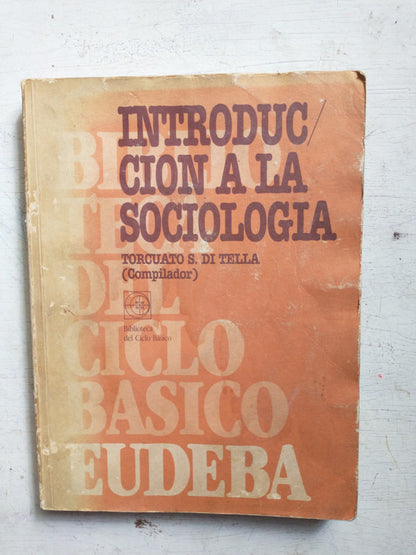 INTRODUC/
CION A LA
SOCIOLOGIA
TORCUATO S. DI TELLA
(Compilador)
Biblioteca
del Ciclo Básico
BIBLIO
TECA
DEL
CICLO
BASICO
EUDEBA